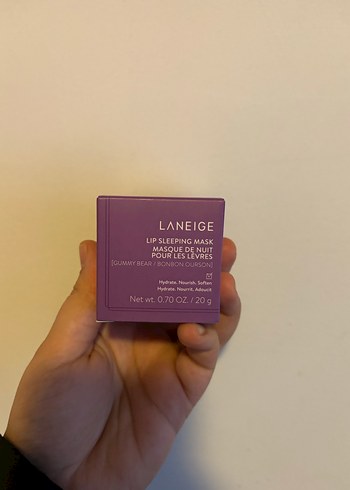 LANEIGE
LIP SLEEPING MASK
MASQUE DE NUIT
POUR LES LÈVRES
[GUMMY BEAR / BONBON OURSON]
Hydrate, Nourish, Soften
Hydrate, Nourrit, Adoucit
Net wt. 0.70 OZ. / 20 g